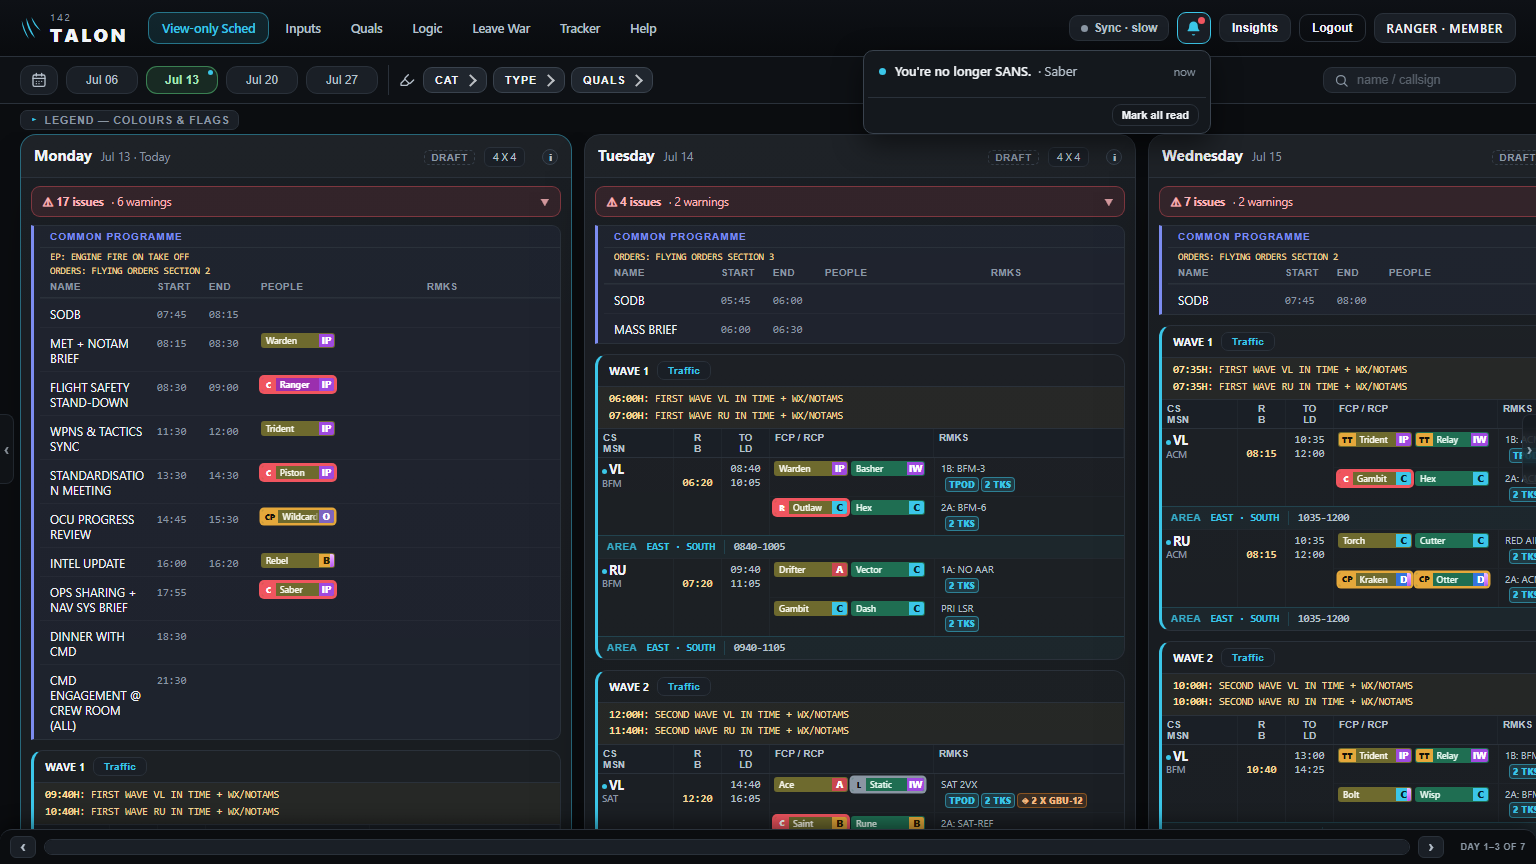 142
TALON
View-only Sched
Inputs
Quals
Logic
Leave War
Tracker
Help
Sync · slow
Insights
Logout
RANGER · MEMBER
Jul 06
Jul 13
Jul 20
Jul 27
CAT
TYPE
QUALS
name / callsign
You're no longer SANS. · Saber
now
Mark all read
LEGEND — COLOURS & FLAGS
Monday Jul 13 · Today
DRAFT
4 X 4
i
17 issues · 6 warnings
COMMON PROGRAMME
EP: ENGINE FIRE ON TAKE OFF
ORDERS: FLYING ORDERS SECTION 2
NAME START END PEOPLE RMKS
SODB 07:45 08:15
MET + NOTAM BRIEF 08:15 08:30 Warden IP
FLIGHT SAFETY STAND-DOWN 08:30 09:00 C Ranger IP
WPNS & TACTICS SYNC 11:30 12:00 Trident IP
STANDARDISATIO
N MEETING 13:30 14:30 C Piston IP
OCU PROGRESS REVIEW 14:45 15:30 CP Wildcard O
INTEL UPDATE 16:00 16:20 Rebel B
OPS SHARING + NAV SYS BRIEF 17:55 C Saber IP
DINNER WITH CMD 18:30
CMD ENGAGEMENT @ CREW ROOM (ALL) 21:30
WAVE 1 Traffic
09:40H: FIRST WAVE VL IN TIME + WX/NOTAMS
10:40H: FIRST WAVE RU IN TIME + WX/NOTAMS
Tuesday Jul 14
DRAFT
4 X 4
i
4 issues · 2 warnings
COMMON PROGRAMME
ORDERS: FLYING ORDERS SECTION 3
NAME START END PEOPLE RMKS
SODB 05:45 06:00
MASS BRIEF 06:00 06:30
WAVE 1 Traffic
06:00H: FIRST WAVE VL IN TIME + WX/NOTAMS
07:00H: FIRST WAVE RU IN TIME + WX/NOTAMS
CS R TO FCP / RCP RMKS
MSN B LD
VL 08:40 Warden IP Basher IW 1B: BFM-3
BFM 06:20 10:05 TPOD 2 TKS
R Outlaw C Hex C 2A: BFM-6
2 TKS
AREA EAST · SOUTH 0840-1005
RU 09:40 Drifter A Vector C 1A: NO AAR
BFM 07:20 11:05 2 TKS
Gambit C Dash C PRI LSR
2 TKS
AREA EAST · SOUTH 0940-1105
WAVE 2 Traffic
12:00H: SECOND WAVE VL IN TIME + WX/NOTAMS
11:40H: SECOND WAVE RU IN TIME + WX/NOTAMS
CS R TO FCP / RCP RMKS
MSN B LD
VL 14:40 Ace A L Static IW SAT 2VX
SAT 12:20 16:05 TPOD 2 TKS 2 X GBU-12
C Saint B Rune B 2A: SAT-REF
Wednesday Jul 15
DRAFT
7 issues · 2 warnings
COMMON PROGRAMME
ORDERS: FLYING ORDERS SECTION 2
NAME START END PEOPLE
SODB 07:45 08:00
WAVE 1 Traffic
07:35H: FIRST WAVE VL IN TIME + WX/NOTAMS
07:35H: FIRST WAVE RU IN TIME + WX/NOTAMS
CS R TO FCP / RCP RMKS
MSN B LD
VL 10:35 TT Trident IP TT Relay IW 1B:
ACM 08:15 12:00
C Gambit C Hex C 2A:
2 TKS
AREA EAST · SOUTH 1035-1200
RU 10:35 Torch C Cutter C RED AI
ACM 08:15 12:00 2 TKS
CP Kraken D CP Otter D 2A: AC
2 TKS
AREA EAST · SOUTH 1035-1200
WAVE 2 Traffic
10:00H: SECOND WAVE VL IN TIME + WX/NOTAMS
10:00H: SECOND WAVE RU IN TIME + WX/NOTAMS
CS R TO FCP / RCP RMKS
MSN B LD
VL 13:00 TT Trident IP TT Relay IW 1B: BFM
BFM 10:40 14:25 2 TKS
Bolt C Wisp C 2A: BFM
2 TKS
DAY 1–3 OF 7